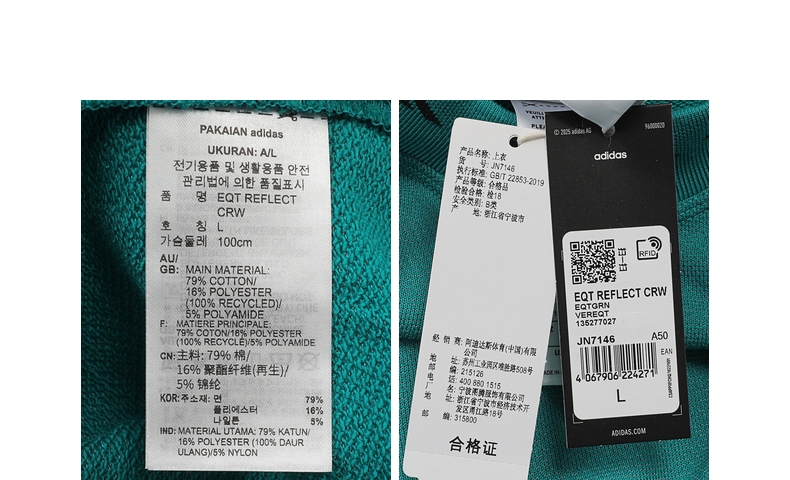 PAKAIAN adidas
UKURAN: A/L
전기용품 및 생활용품 안전
관리법에 의한 품질표시
품 명 EQT REFLECT
CRW
호 칭 L
가슴둘레 100cm
AU/
GB: MAIN MATERIAL:
79% COTTON/
16% POLYESTER
(100% RECYCLED)/
5% POLYAMIDE
F: MATIERE PRINCIPALE:
79% COTON/16% POLYESTER
(100% RECYCLE)/5% POLYAMIDE
CN: 主料: 79% 棉/
16% 聚酯纤维(再生)/
5% 锦纶
KOR: 주소재: 면 79%
폴리에스터 16%
나일론 5%
IND: MATERIAL UTAMA: 79% KATUN/
16% POLYESTER (100% DAUR
ULANG)/5% NYLON
产品名称: 上衣
货 号: JN7146
执行标准: GB/T 22853-2019
产品等级: 合格品
检验合格: 检18
安全类别: B类
产 地: 浙江省宁波市
经 销 商: 阿迪达斯体育(中国)有限
公司
地 址: 苏州工业园区唯胜路508号
邮 编: 215126
电 话: 400 880 1515
厂 名: 宁波图腾服饰有限公司
地 址: 浙江省宁波市经济技术开
发区甬江路18号
邮 编: 315800
合格证
© 2025 adidas AG
96000020
adidas
RFID
EQT REFLECT CRW
EQTGRN
VEREQT
135277027
JN7146 A50
EAN
4 067906 224271
L
ADIDAS.COM